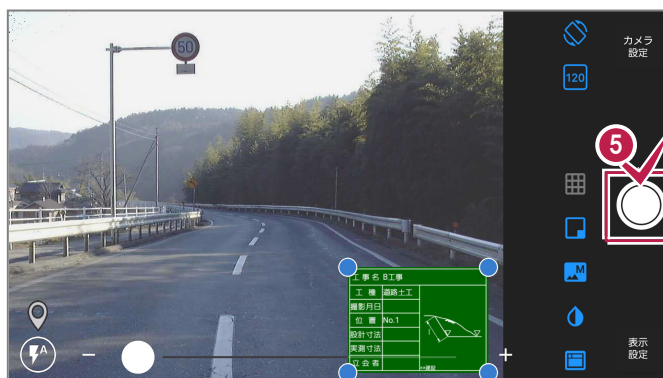 50
カメラ
設定
120
5
M
工事名 B工事
工種 道路土工
撮影月日
位置 No.1
設計寸法
実測寸法
立会者
××建設
A
表示
設定